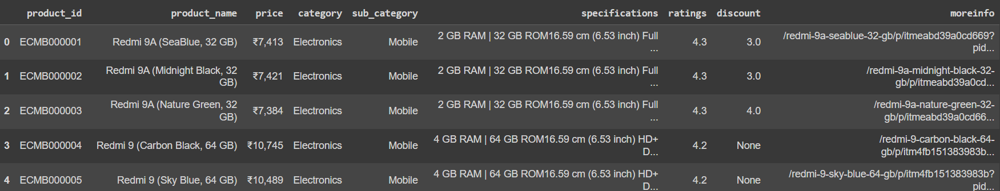 product_id product_name price category sub_category specifications ratings discount moreinfo
0 ECMB000001 Redmi 9A (SeaBlue, 32 GB) ₹7,413 Electronics Mobile 2 GB RAM | 32 GB ROM16.59 cm (6.53 inch) Full ... 4.3 3.0 /redmi-9a-seablue-32-gb/p/itmeabd39a0cd669?pid...
1 ECMB000002 Redmi 9A (Midnight Black, 32 GB) ₹7,421 Electronics Mobile 2 GB RAM | 32 GB ROM16.59 cm (6.53 inch) Full ... 4.3 3.0 /redmi-9a-midnight-black-32-gb/p/itmeabd39a0cd...
2 ECMB000003 Redmi 9A (Nature Green, 32 GB) ₹7,384 Electronics Mobile 2 GB RAM | 32 GB ROM16.59 cm (6.53 inch) Full ... 4.3 4.0 /redmi-9a-nature-green-32-gb/p/itmeabd39a0cd66...
3 ECMB000004 Redmi 9 (Carbon Black, 64 GB) ₹10,745 Electronics Mobile 4 GB RAM | 64 GB ROM16.59 cm (6.53 inch) HD+ D... 4.2 None /redmi-9-carbon-black-64-gb/p/itm4fb151383983b...
4 ECMB000005 Redmi 9 (Sky Blue, 64 GB) ₹10,489 Electronics Mobile 4 GB RAM | 64 GB ROM16.59 cm (6.53 inch) HD+ D... 4.2 None /redmi-9-sky-blue-64-gb/p/itm4fb151383983b?pid...